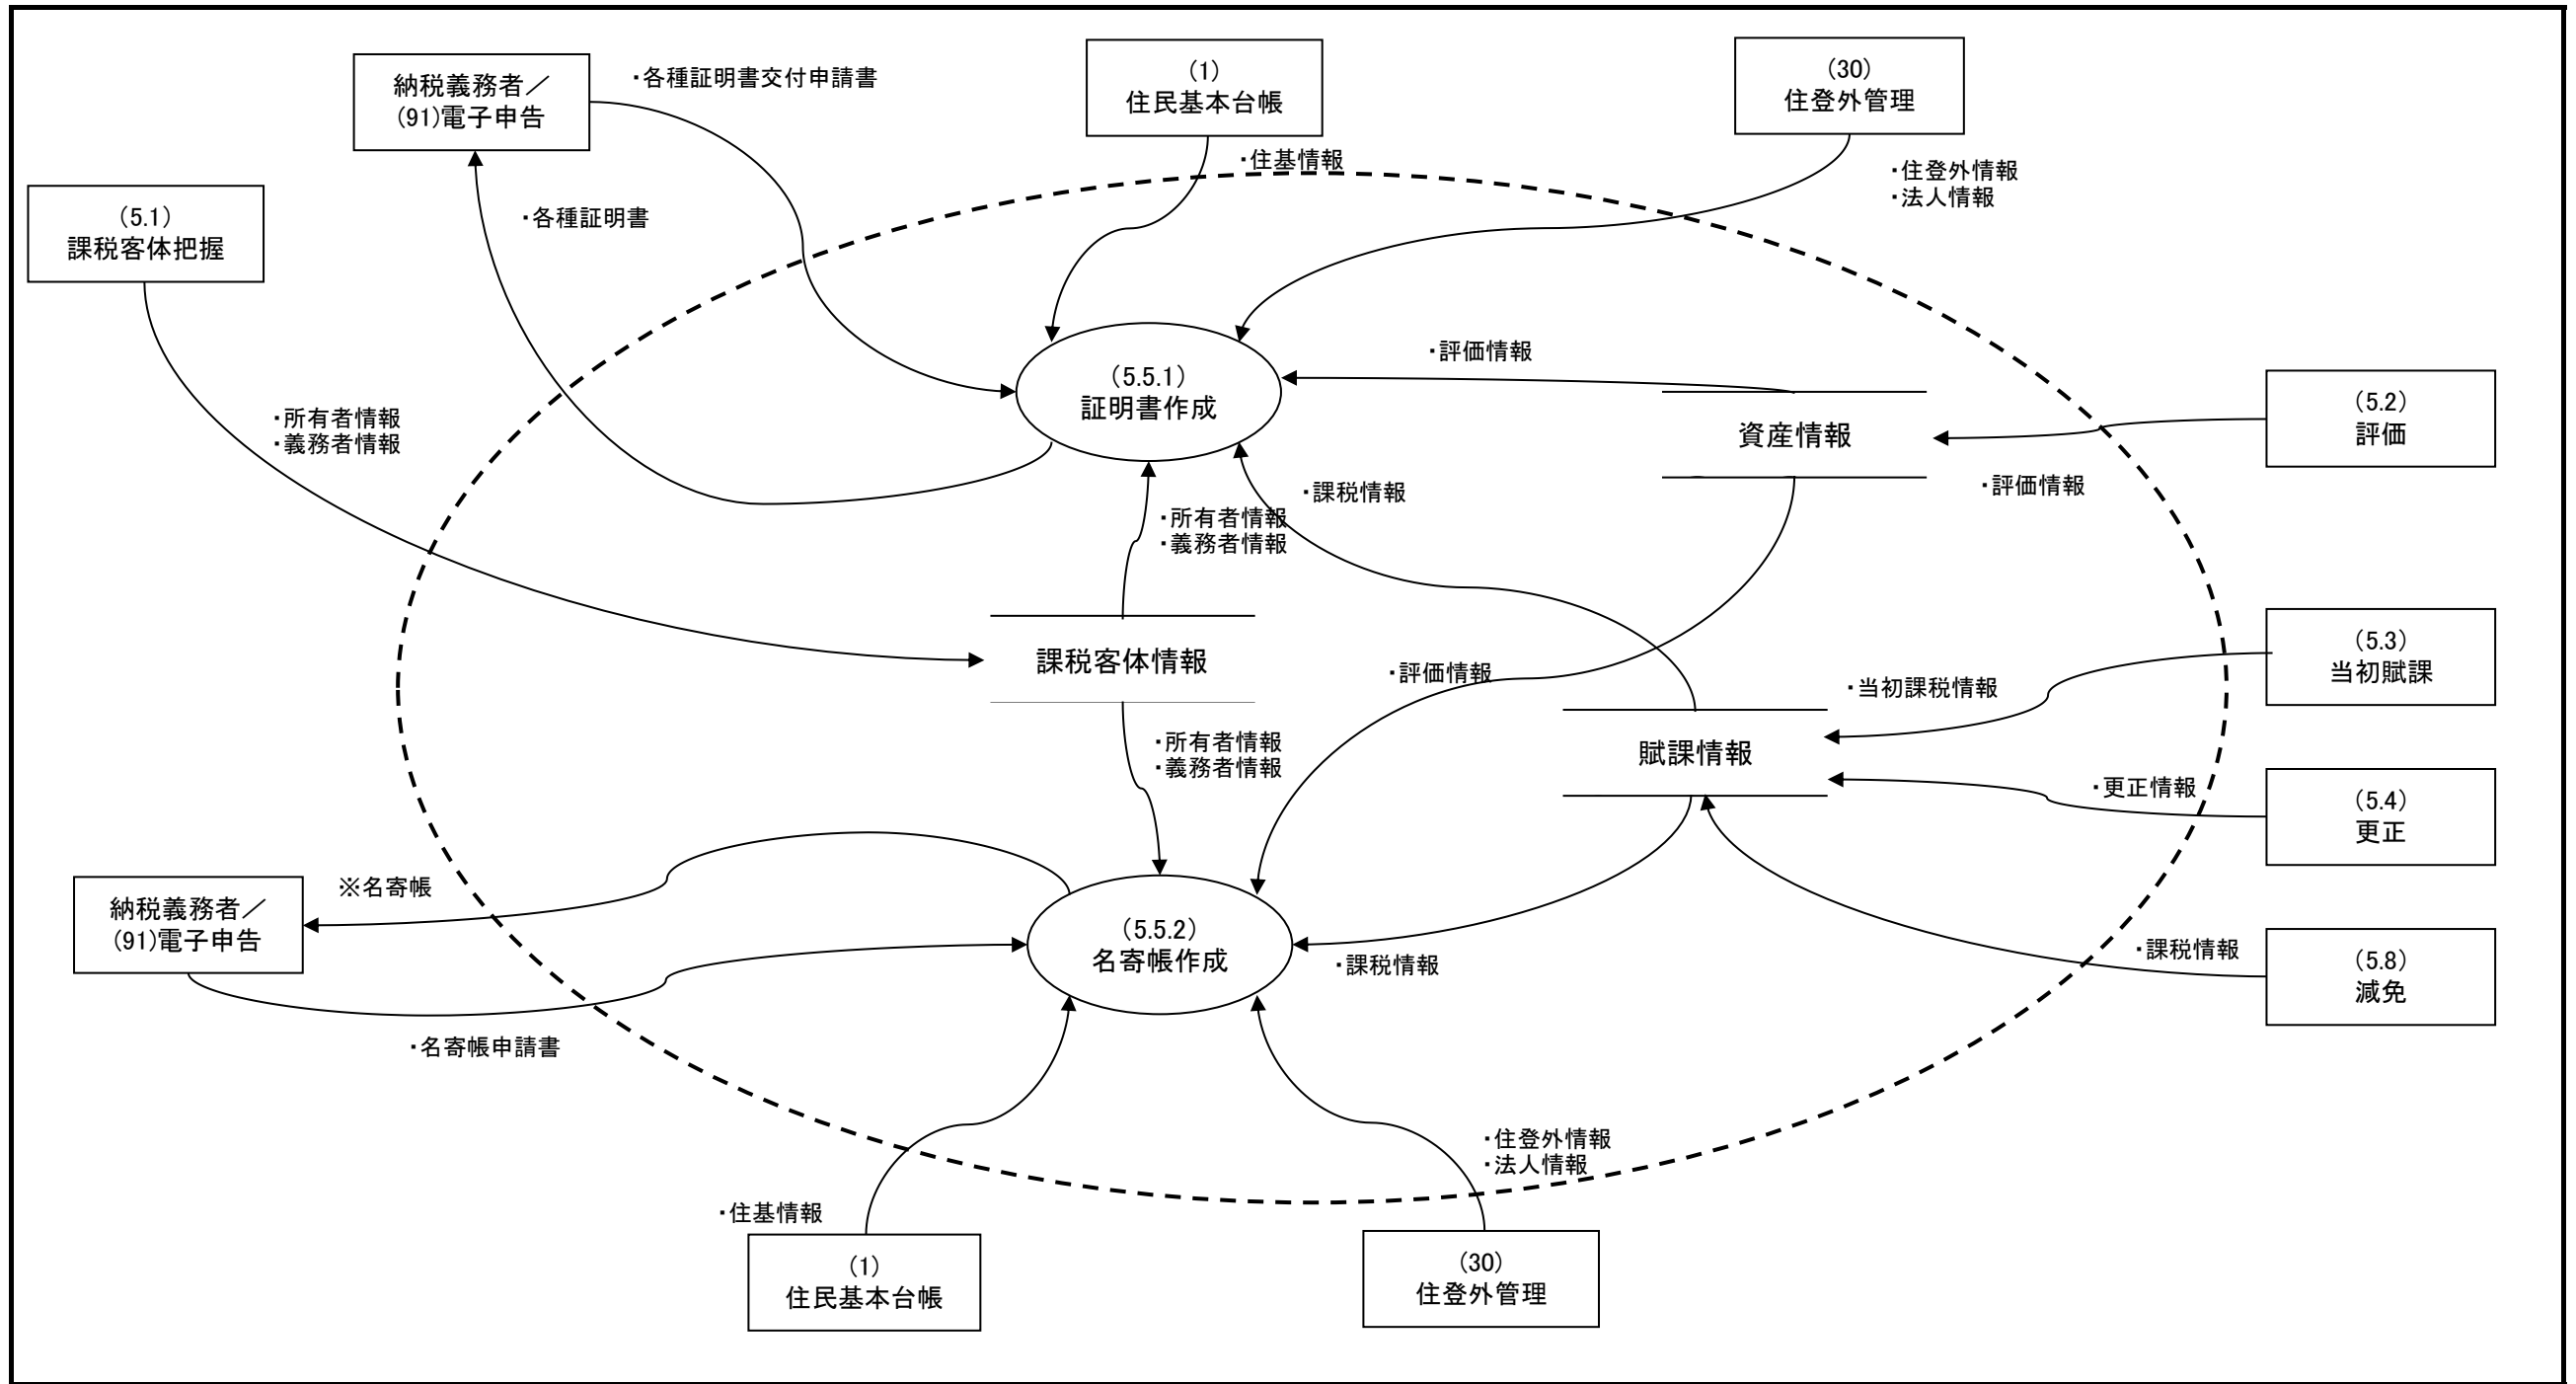 納税義務者／
(91)電子申告
・各種証明書交付申請書
(1)
住民基本台帳
(30)
住登外管理
・住基情報
・住登外情報
・法人情報
(5.1)
課税客体把握
・各種証明書
・評価情報
(5.5.1)
証明書作成
(5.2)
評価
・所有者情報
・義務者情報
資産情報
・評価情報
・課税情報
・所有者情報
・義務者情報
課税客体情報
・評価情報
(5.3)
当初賦課
・当初課税情報
・所有者情報
・義務者情報
賦課情報
・更正情報
(5.4)
更正
※名寄帳
納税義務者／
(91)電子申告
(5.5.2)
名寄帳作成
・課税情報
・課税情報
(5.8)
減免
・名寄帳申請書
・住登外情報
・法人情報
・住基情報
(1)
住民基本台帳
(30)
住登外管理